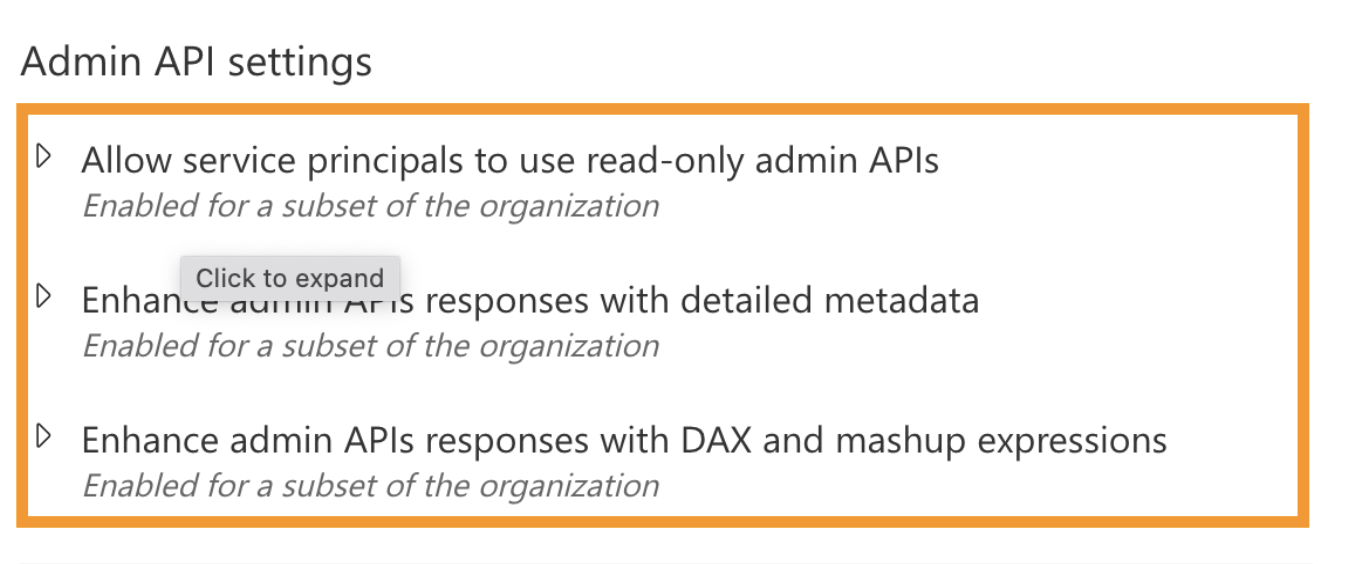 Admin API settings
Allow service principals to use read-only admin APIs
Enabled for a subset of the organization
Click to expand
Enhance admin APIs responses with detailed metadata
Enabled for a subset of the organization
Enhance admin APIs responses with DAX and mashup expressions
Enabled for a subset of the organization